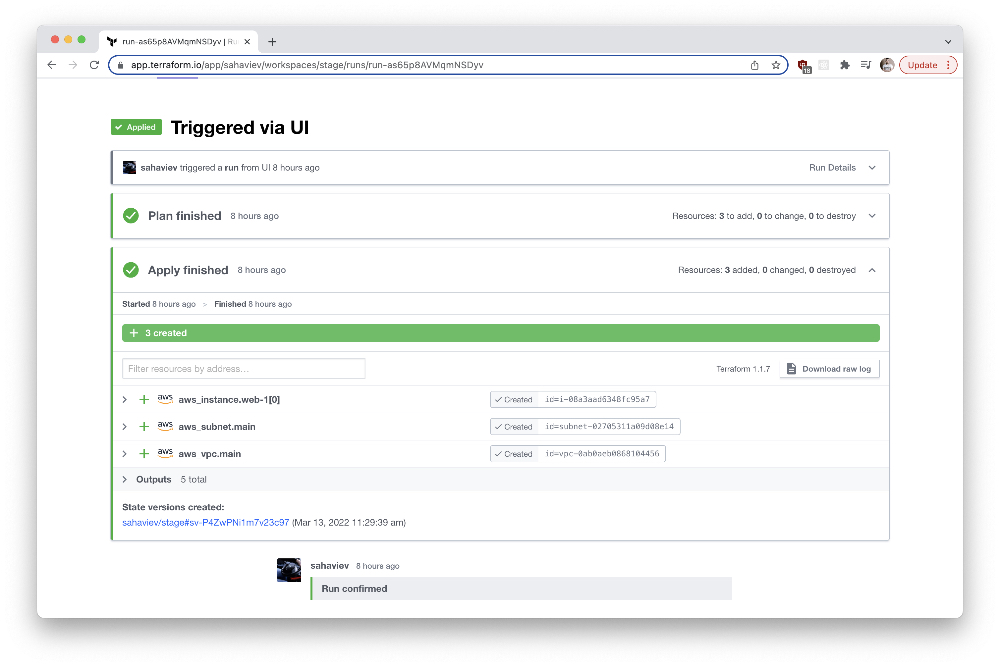 run-as65p8AVMqmNSDyv | Ru
app.terraform.io/app/sahaviev/workspaces/stage/runs/run-as65p8AVMqmNSDyv
19
Update
Applied
Triggered via UI
sahaviev triggered a run from UI 8 hours ago
Run Details
Plan finished 8 hours ago
Resources: 3 to add, 0 to change, 0 to destroy
Apply finished 8 hours ago
Resources: 3 added, 0 changed, 0 destroyed
Started 8 hours ago > Finished 8 hours ago
+ 3 created
Filter resources by address...
Terraform 1.1.7
Download raw log
aws aws_instance.web-1[0] Created id=i-08a3aad6348fc95a7
aws aws_subnet.main Created id=subnet-02705311a09d08e14
aws aws_vpc.main Created id=vpc-0ab0aeb0868104456
Outputs 5 total
State versions created:
sahaviev/stage#sv-P4ZwPNi1m7v23c97 (Mar 13, 2022 11:29:39 am)
sahaviev 8 hours ago
Run confirmed